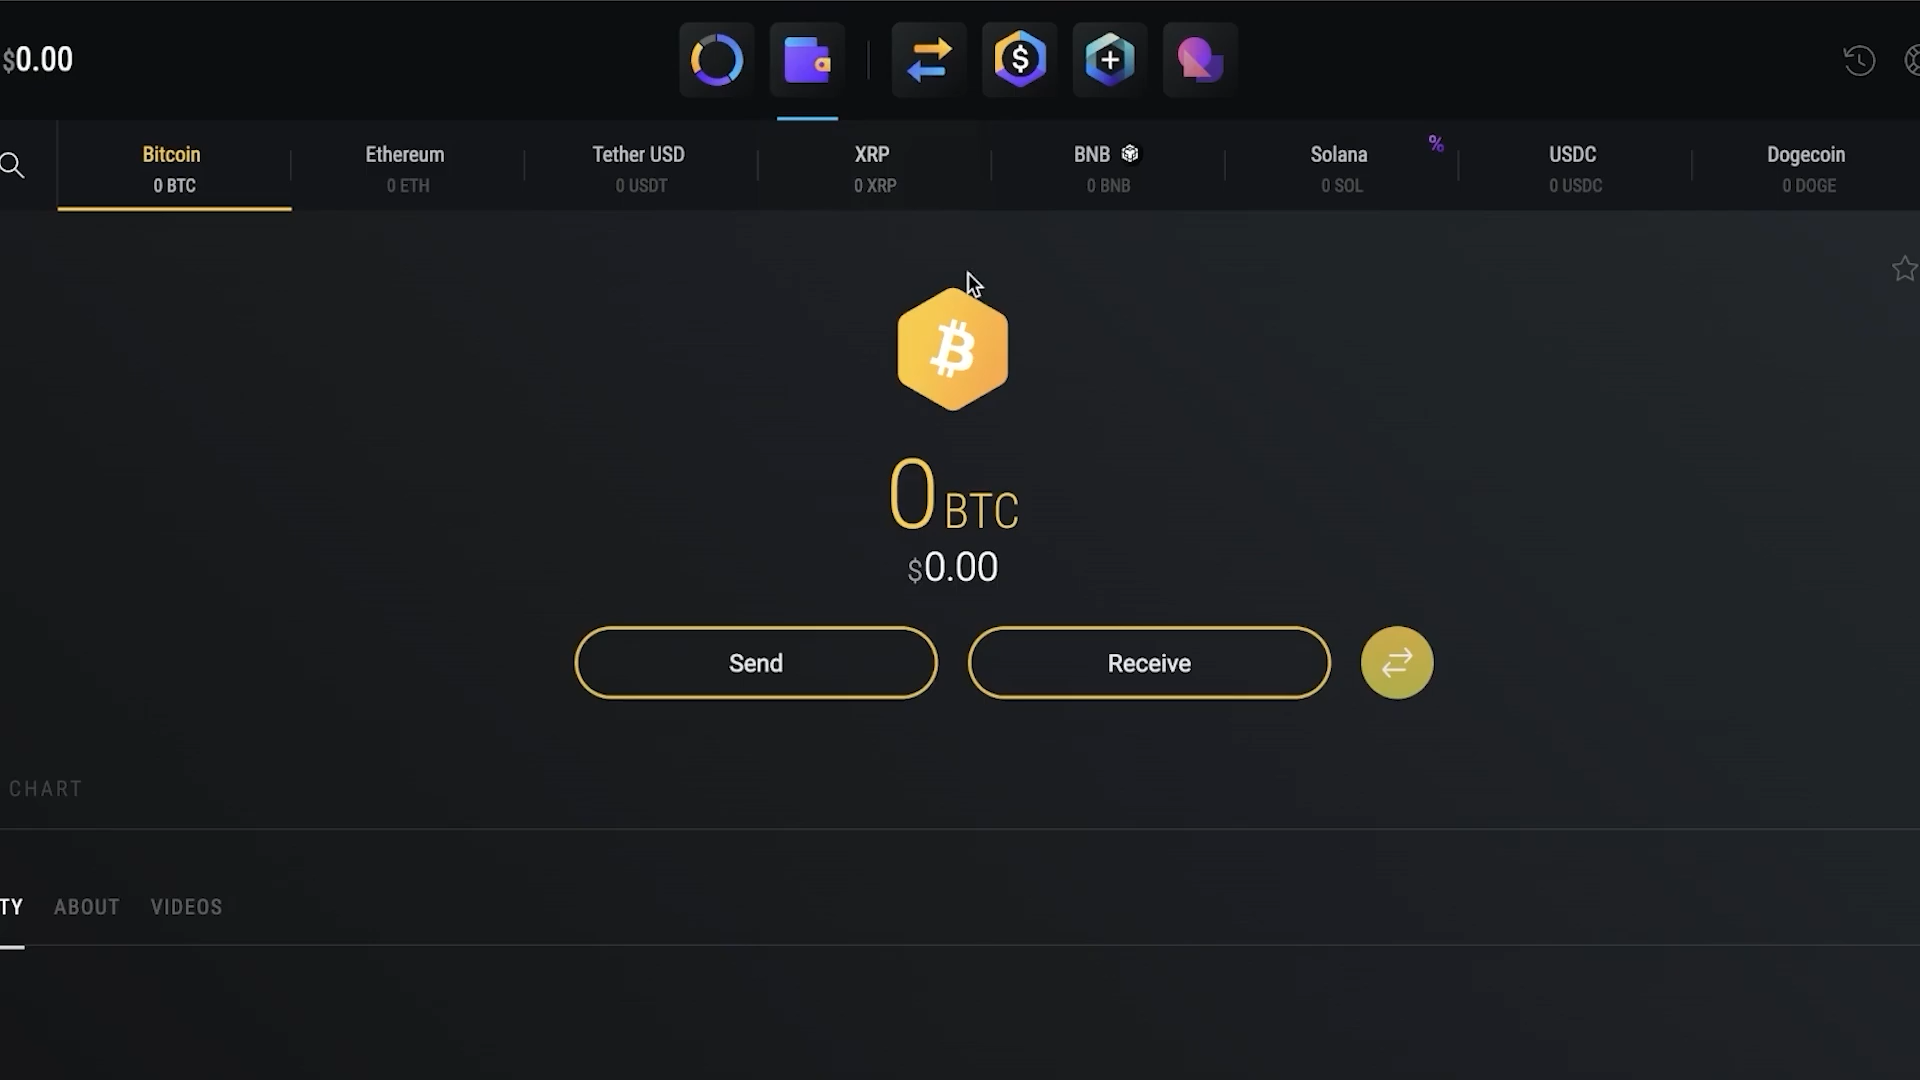 $0.00
Bitcoin
0 BTC
Ethereum
0 ETH
Tether USD
0 USDT
XRP
0 XRP
BNB
0 BNB
Solana
0 SOL
%
USDC
0 USDC
Dogecoin
0 DOGE
0 BTC
$0.00
Send
Receive
CHART
TY ABOUT VIDEOS